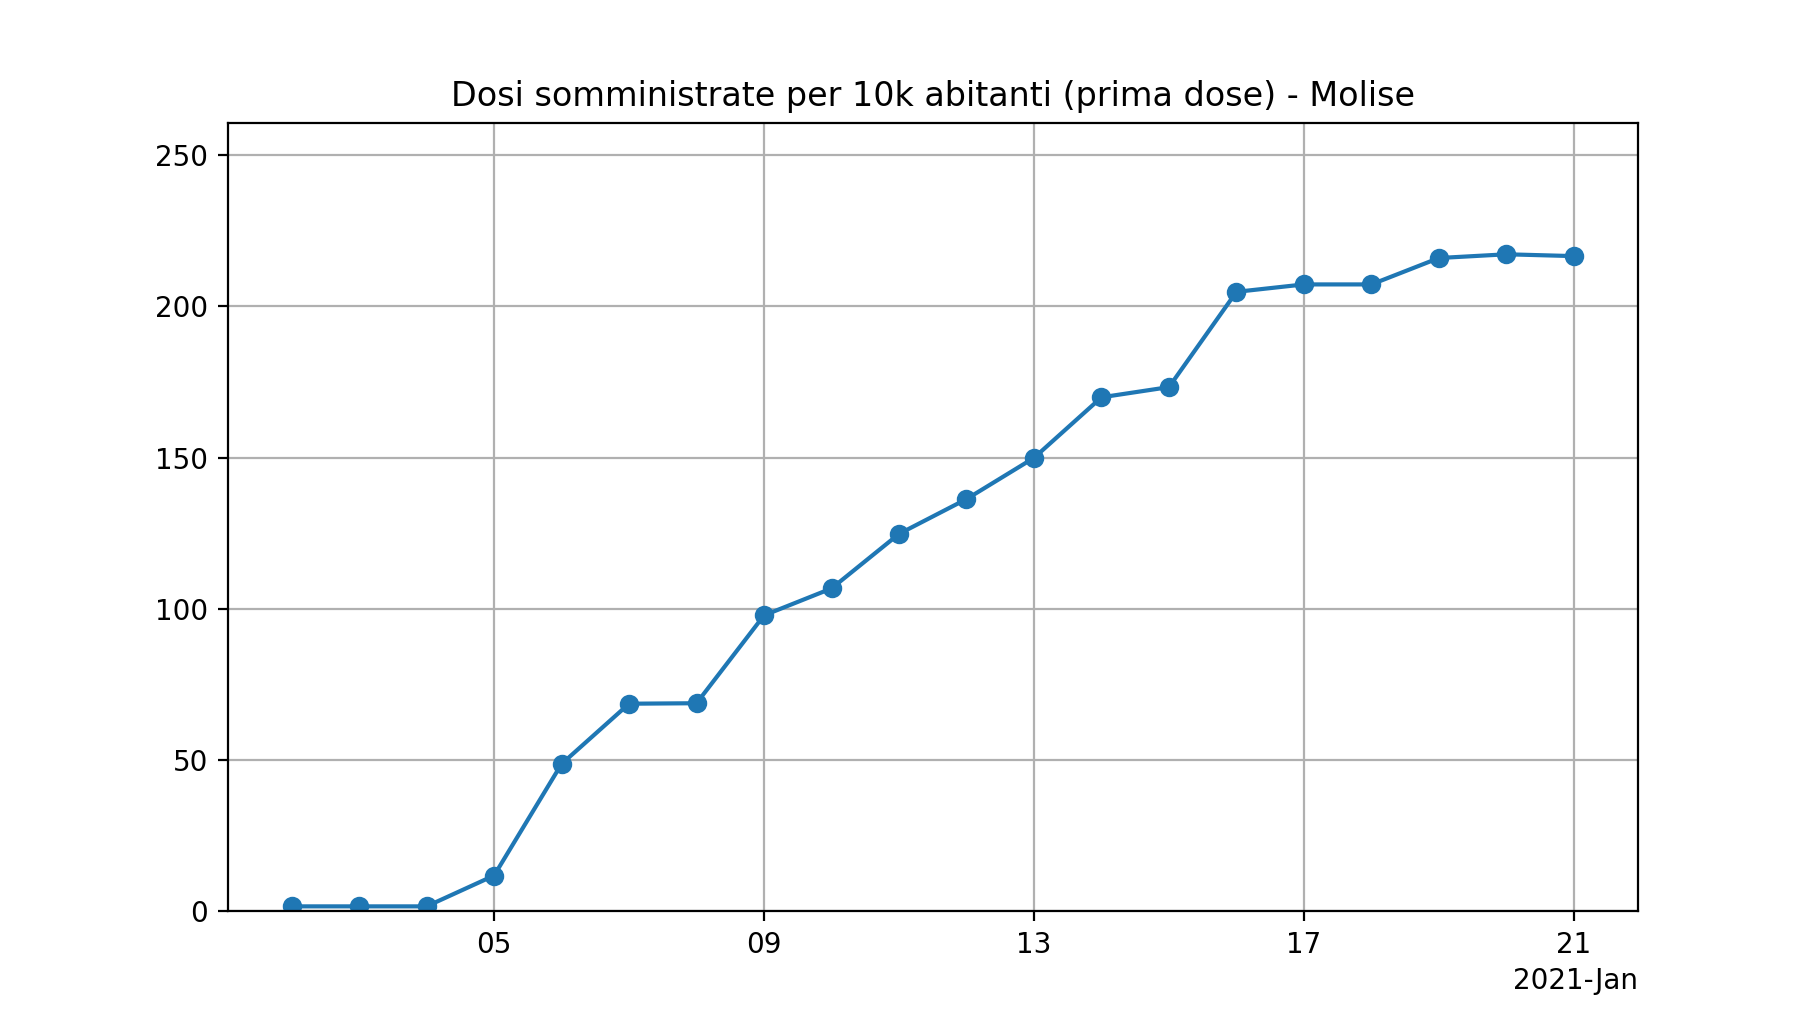 Dosi somministrate per 10k abitanti (prima dose) - Molise
250
200
150
100
50
0
05 09 13 17 21
2021-Jan